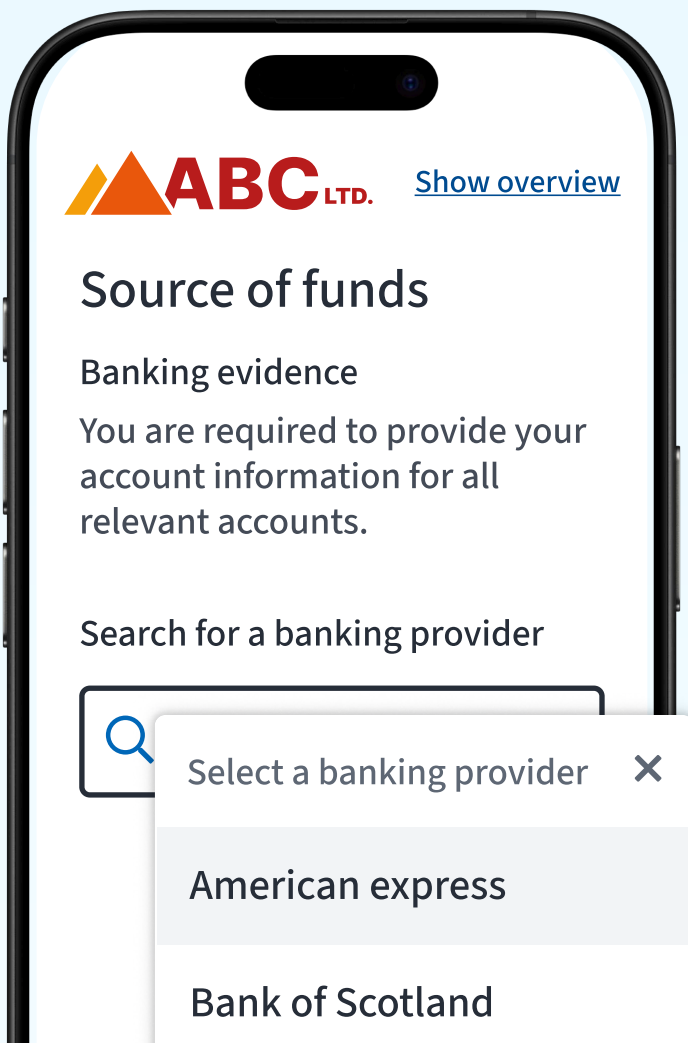 ABC LTD.
Show overview
Source of funds
Banking evidence
You are required to provide your
account information for all
relevant accounts.
Search for a banking provider
Select a banking provider
American express
Bank of Scotland